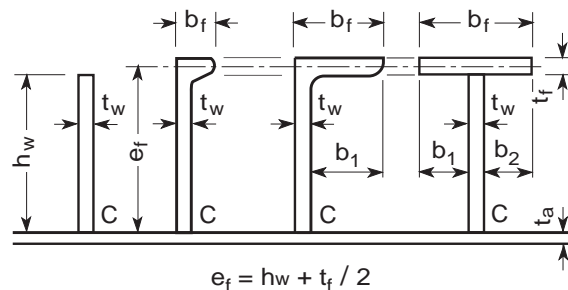 b_f b_f b_f
t_w t_w t_w t_w t_f
h_w e_f b_1 b_1 b_2
C C C C t_a
e_f = h_w + t_f / 2